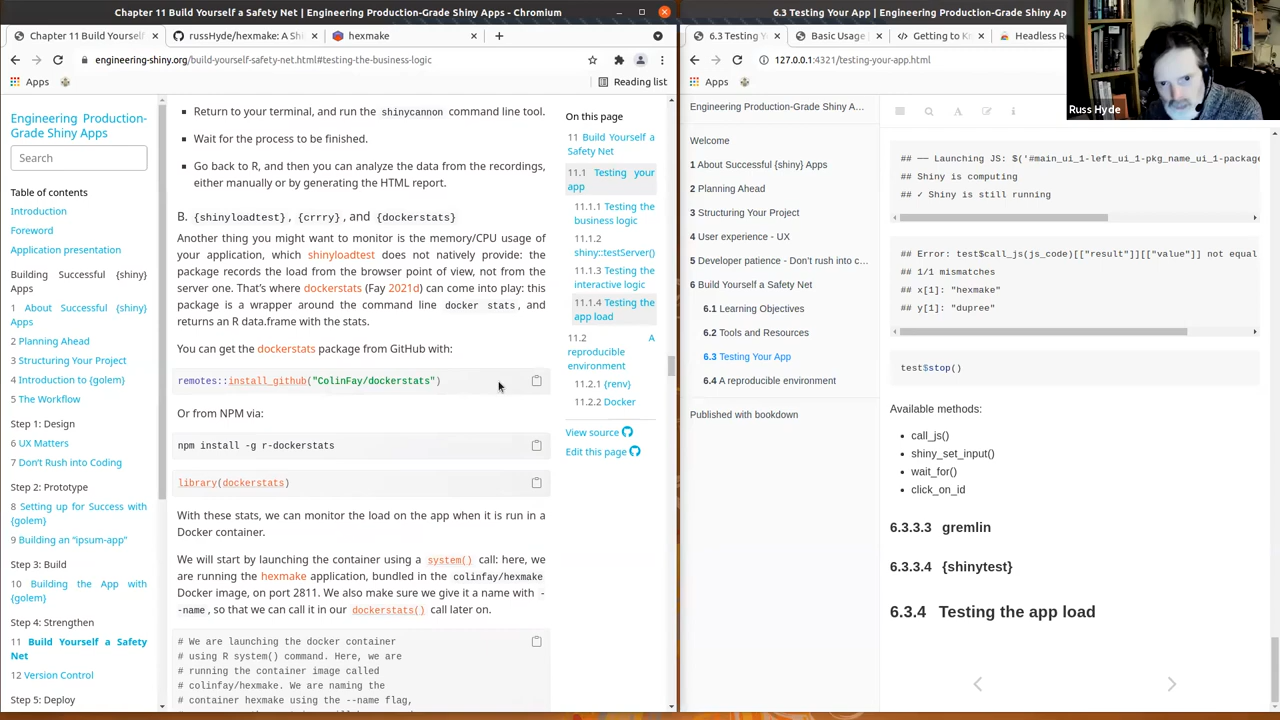 Chapter 11 Build Yourself a Safety Net | Engineering Production-Grade Shiny Apps - Chromium
Chapter 11 Build Yourself
russHyde/hexmake: A Shi
hexmake
engineering-shiny.org/build-yourself-safety-net.html#testing-the-business-logic
Apps
Reading list
Engineering Production-
Grade Shiny Apps
Search
Table of contents
Introduction
Foreword
Application presentation
Building Successful {shiny}
Apps
1 About Successful {shiny}
Apps
2 Planning Ahead
3 Structuring Your Project
4 Introduction to {golem}
5 The Workflow
Step 1: Design
6 UX Matters
7 Don't Rush into Coding
Step 2: Prototype
8 Setting up for Success with
{golem}
9 Building an "ipsum-app"
Step 3: Build
10 Building the App with
{golem}
Step 4: Strengthen
11 Build Yourself a Safety
Net
12 Version Control
Step 5: Deploy
Return to your terminal, and run the shinycannon command line tool.
Wait for the process to be finished.
Go back to R, and then you can analyze the data from the recordings,
either manually or by generating the HTML report.
B. {shinyloadtest}, {crrry}, and {dockerstats}
Another thing you might want to monitor is the memory/CPU usage of
your application, which shinyloadtest does not natively provide: the
package records the load from the browser point of view, not from the
server one. That's where dockerstats (Fay 2021d) can come into play: this
package is a wrapper around the command line docker stats, and
returns an R data.frame with the stats.
You can get the dockerstats package from GitHub with:
remotes::install_github("ColinFay/dockerstats")
Or from NPM via:
npm install -g r-dockerstats
library(dockerstats)
With these stats, we can monitor the load on the app when it is run in a
Docker container.
We will start by launching the container using a system() call: here, we
are running the hexmake application, bundled in the colinfay/hexmake
Docker image, on port 2811. We also make sure we give it a name with -
-name, so that we can call it in our dockerstats() call later on.
# We are launching the docker container
# using R system() command. Here, we are
# running the container image called
# colinfay/hexmake. We are naming the
# container hexmake using the --name flag,
On this page
11 Build Yourself a
Safety Net
11.1 Testing your
app
11.1.1 Testing the
business logic
11.1.2
shiny::testServer()
11.1.3 Testing the
interactive logic
11.1.4 Testing the
app load
11.2 A
reproducible
environment
11.2.1 {renv}
11.2.2 Docker
View source
Edit this page
6.3 Testing Your App | Engineering Production-Grade Shiny Ap
6.3 Testing Y
Basic Usage |
Getting to K
Headless R
127.0.0.1:4321/testing-your-app.html
Apps
Russ Hyde
Engineering Production-Grade Shiny A...
Welcome
1 About Successful {shiny} Apps
2 Planning Ahead
3 Structuring Your Project
4 User experience - UX
5 Developer patience - Don't rush into c...
6 Build Yourself a Safety Net
6.1 Learning Objectives
6.2 Tools and Resources
6.3 Testing Your App
6.4 A reproducible environment
Published with bookdown
## ── Launching JS: $('#main_ui_1-left_ui_1-pkg_name_ui_1-package
## Shiny is computing
## ✓ Shiny is still running
## Error: test$call_js(js_code)[["result"]][["value"]] not equal
## 1/1 mismatches
## x[1]: "hexmake"
## y[1]: "dupree"
test$stop()
Available methods:
call_js()
shiny_set_input()
wait_for()
click_on_id
6.3.3.3 gremlin
6.3.3.4 {shinytest}
6.3.4 Testing the app load